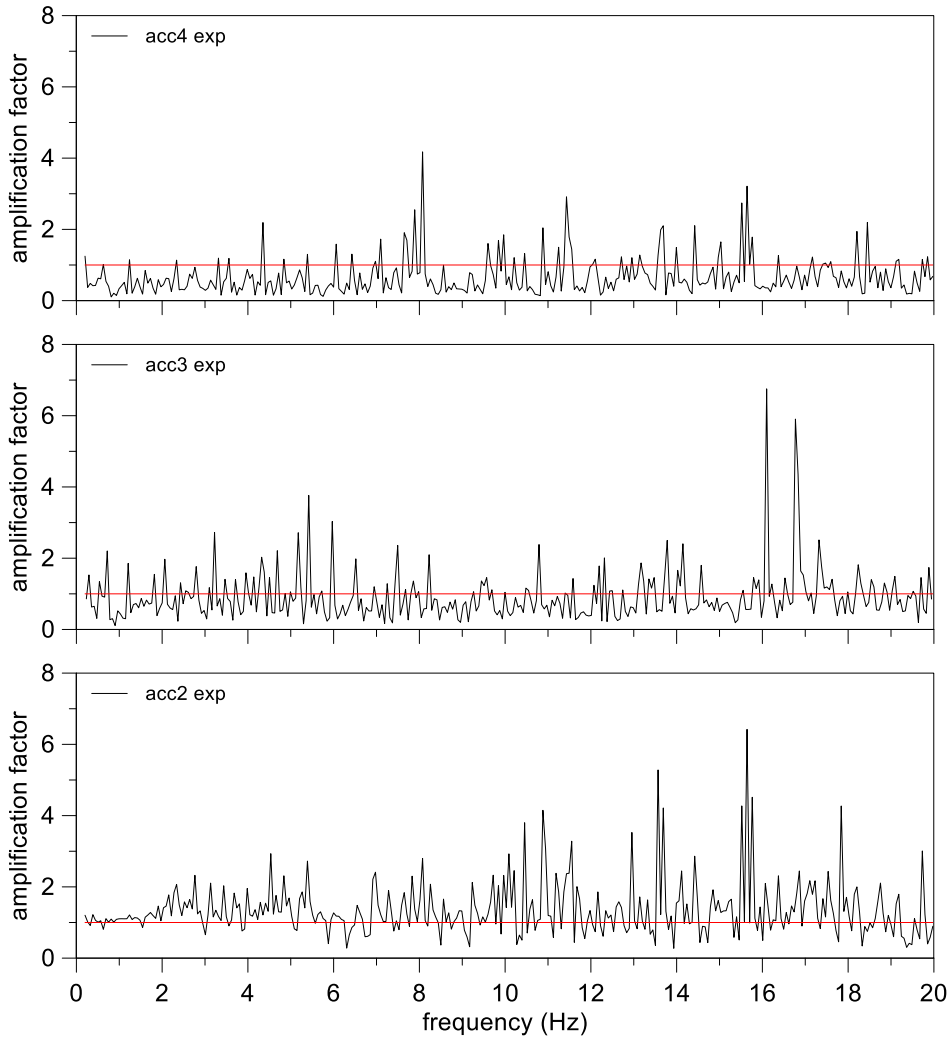 8
6
4
2
0
amplification factor
acc4 exp
8
6
4
2
0
amplification factor
acc3 exp
8
6
4
2
0
amplification factor
acc2 exp
0 2 4 6 8 10 12 14 16 18 20
frequency (Hz)